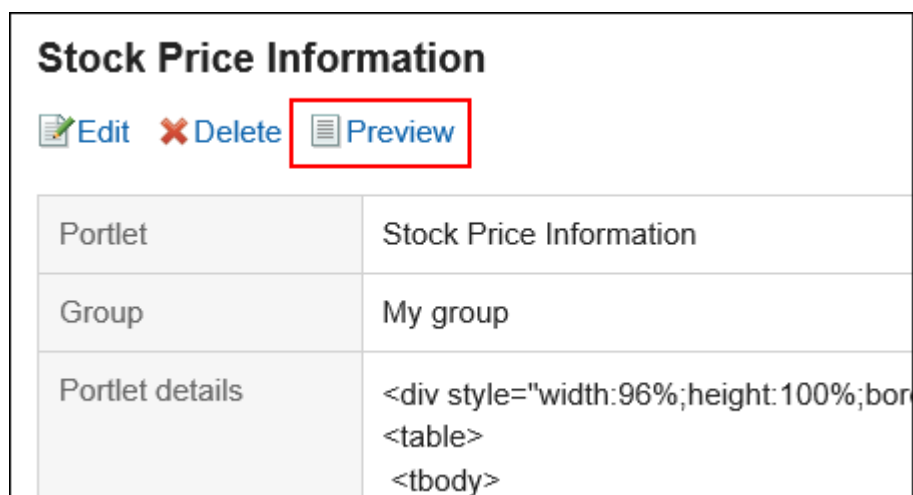 Stock Price Information
Edit Delete Preview
Portlet Stock Price Information
Group My group
Portlet details <div style="width:96%;height:100%;
<table>
<tbody>